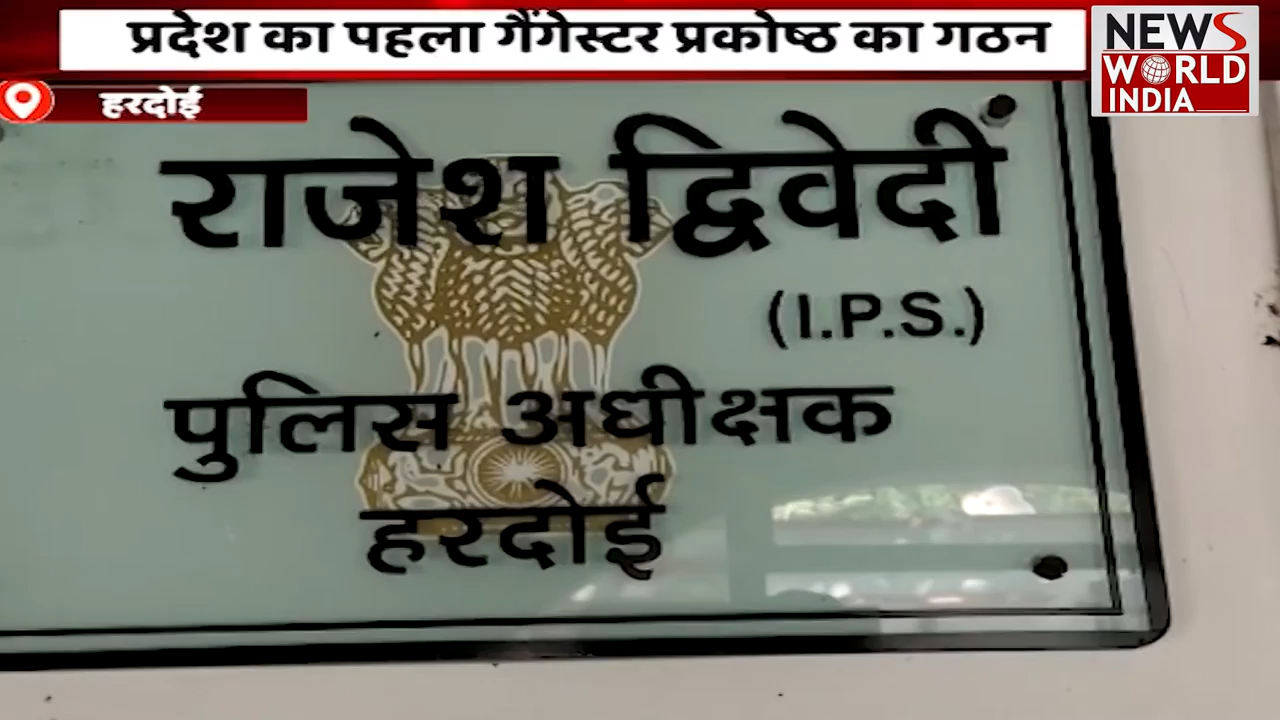 प्रदेश का पहला गैंगेस्टर प्रकोष्ठ का गठन
NEWS
WORLD
INDIA
हरदोई
राजेश द्विवेदीं
(I.P.S.)
पुलिस अधीक्षक
हरदोई